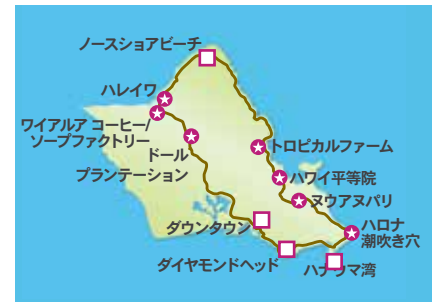 ノースショアビーチ
ハレイワ
ワイアルア コーヒー/
ソープファクトリー
ドール
プランテーション
トロピカルファーム
ハワイ平等院
ヌウアヌパリ
ダウンタウン
ハロナ
潮吹き穴
ダイヤモンドヘッド
ハナウマ湾